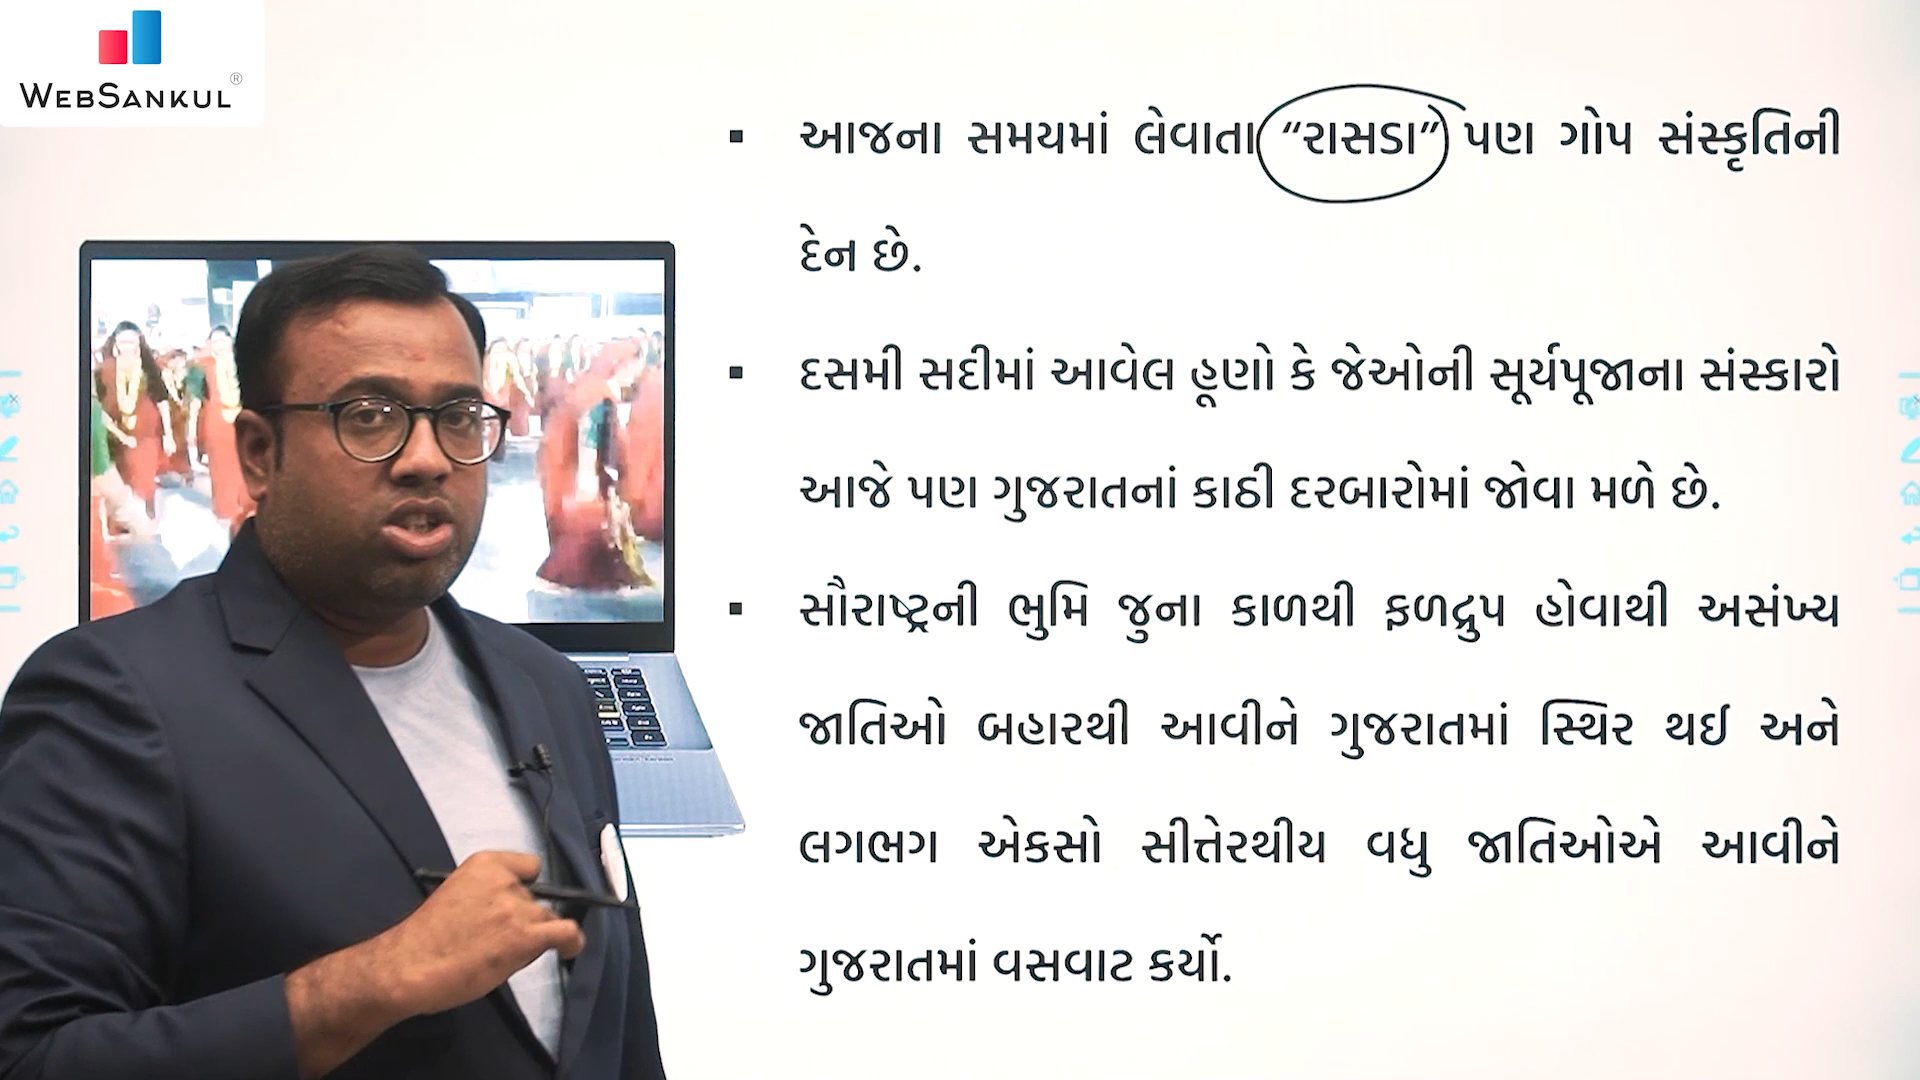 WEBSANKUL®
આજના સમયમાં લેવાતા “રાસડા” પણ ગોપ સંસ્કૃતિની
દેન છે.
દસમી સદીમાં આવેલ હૂણો કે જેઓની સૂર્યપૂજાના સંસ્કારો
આજે પણ ગુજરાતનાં કાઠી દરબારોમાં જોવા મળે છે.
સૌરાષ્ટ્રની ભુમિ જુના કાળથી ફળદ્રુપ હોવાથી અસંખ્ય
જાતિઓ બહારથી આવીને ગુજરાતમાં સ્થિર થઈ અને
લગભગ એકસો સીત્તેરથીય વધુ જાતિઓએ આવીને
ગુજરાતમાં વસવાટ કર્યો.